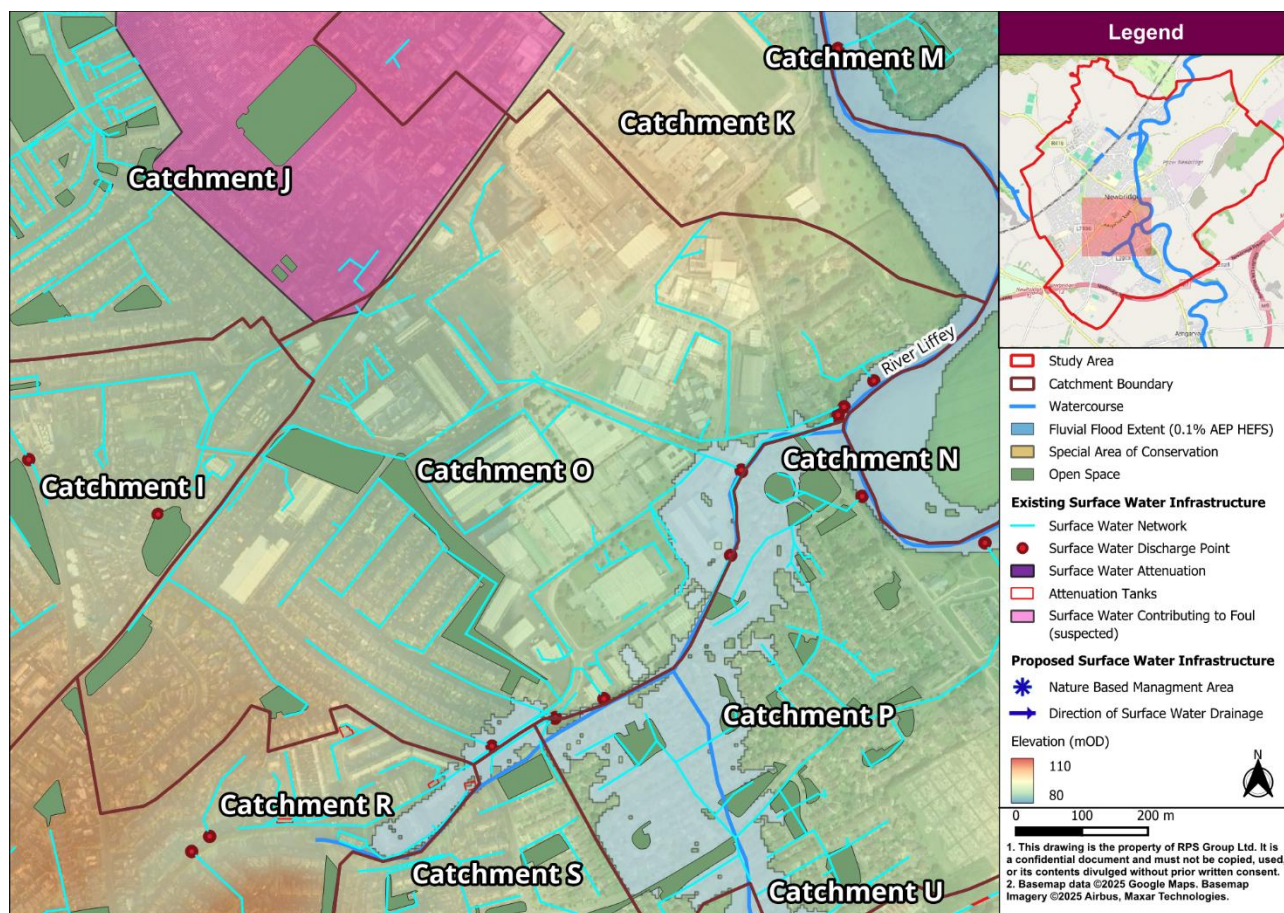 Catchment M
Catchment K
Catchment J
River Liffey
Catchment O
Catchment N
Catchment I
Catchment P
Catchment R
Catchment S
Catchment U
Legend
Newbridge
Study Area
Catchment Boundary
Watercourse
Fluvial Flood Extent (0.1% AEP HEFS)
Special Area of Conservation
Open Space
Existing Surface Water Infrastructure
Surface Water Network
Surface Water Discharge Point
Surface Water Attenuation
Attenuation Tanks
Surface Water Contributing to Foul
(suspected)
Proposed Surface Water Infrastructure
Nature Based Managment Area
Direction of Surface Water Drainage
Elevation (mOD)
110
80
N
0 100 200 m
1. This drawing is the property of RPS Group Ltd. It is
a confidential document and must not be copied, used,
or its contents divulged without prior written consent.
2. Basemap data ©2025 Google Maps. Basemap
Imagery ©2025 Airbus, Maxar Technologies.